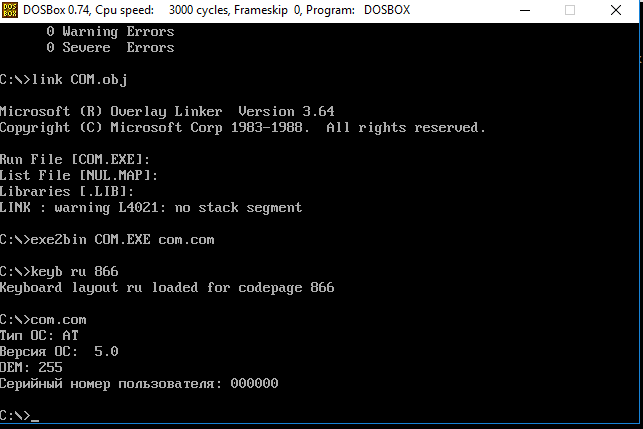 DOSBox 0.74, Cpu speed: 3000 cycles, Frameskip 0, Program: DOSBOX
0 Warning Errors
0 Severe Errors
C:\>link COM.obj
Microsoft (R) Overlay Linker Version 3.64
Copyright (C) Microsoft Corp 1983-1988. All rights reserved.
Run File [COM.EXE]:
List File [NUL.MAP]:
Libraries [.LIB]:
LINK : warning L4021: no stack segment
C:\>exe2bin COM.EXE com.com
C:\>keyb ru 866
Keyboard layout ru loaded for codepage 866
C:\>com.com
Тип ОС: AT
Версия ОС: 5.0
OEM: 255
Серийный номер пользователя: 000000
C:\>_